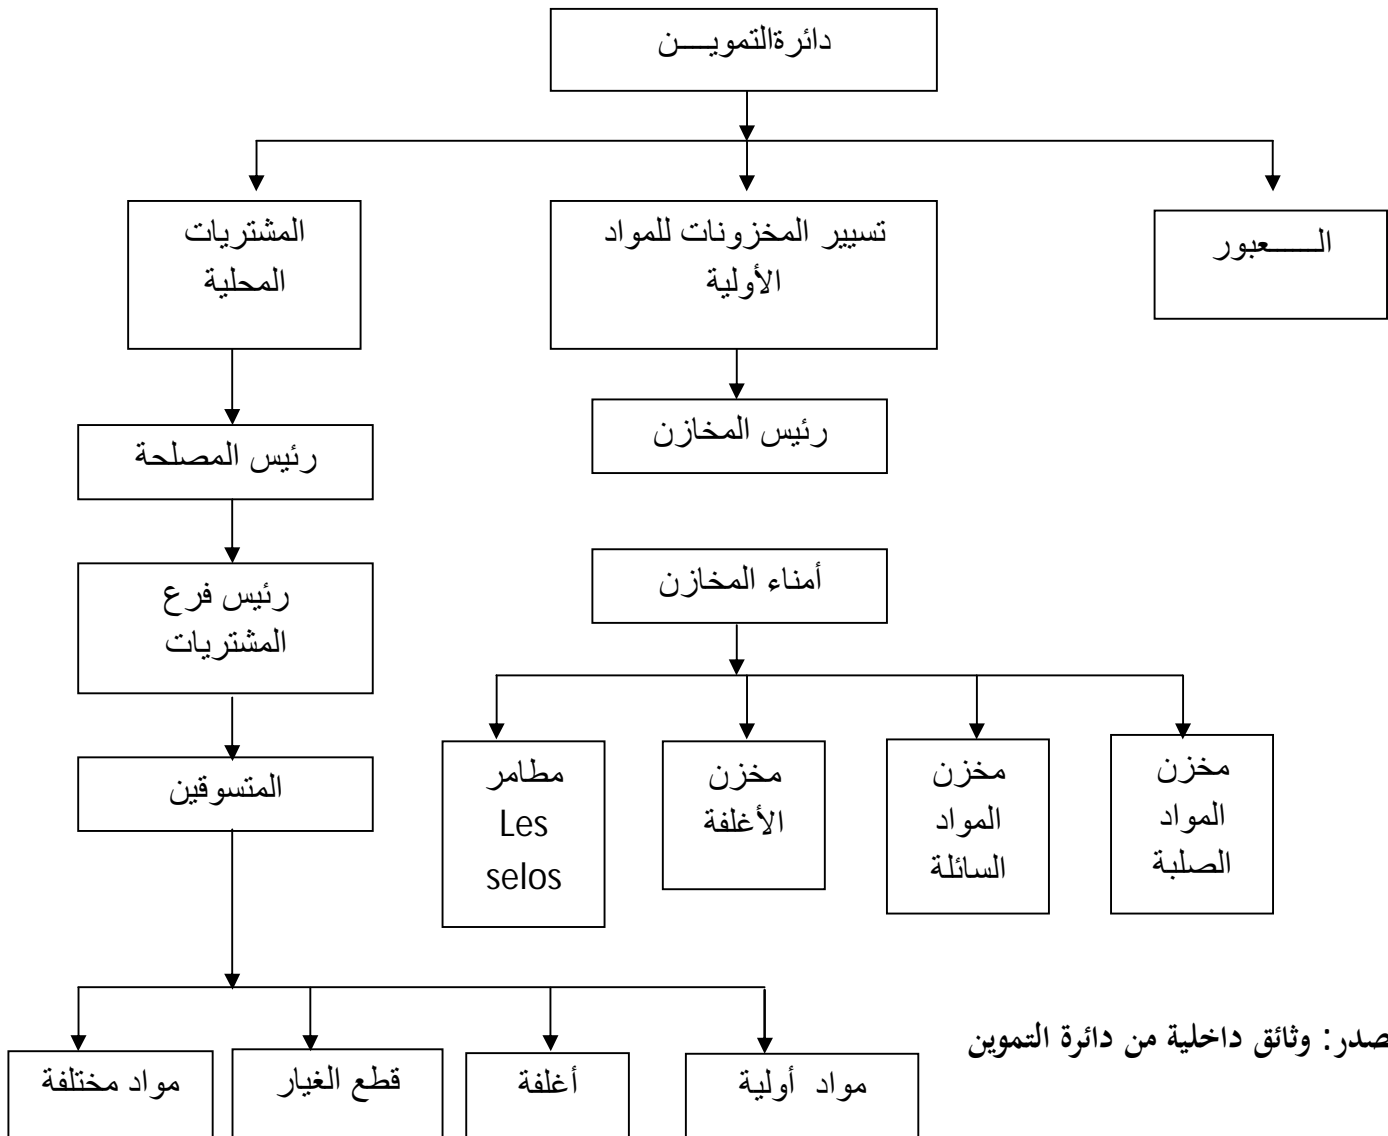 دائرةالتمويــــن
العبور
تسيير المخزونات للمواد
الأولية
المشتريات
المحلية
رئيس المخازن
رئيس المصلحة
أمناء المخازن
رئيس فرع
المشتريات
مخزن
المواد
الصلبة
مخزن
المواد
السائلة
مخزن
الأغلفة
مطامر
Les
selos
المتسوقين
صدر: وثائق داخلية من دائرة التموين
مواد أولية
أغلفة
قطع الغيار
مواد مختلفة